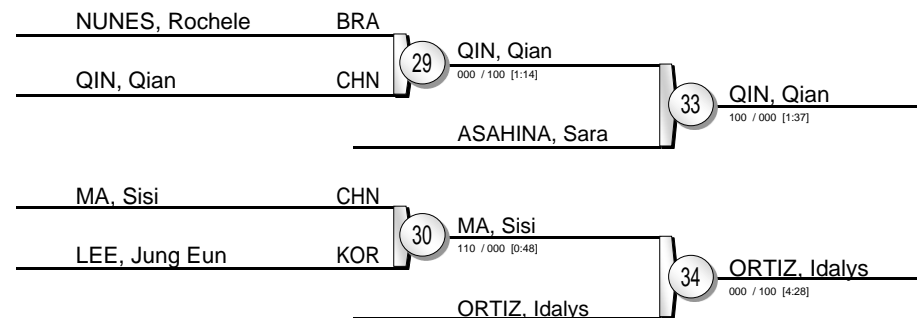 NUNES, Rochele BRA
QIN, Qian CHN
29
QIN, Qian
000 / 100 [1:14]
ASAHINA, Sara
33
QIN, Qian
100 / 000 [1:37]
MA, Sisi CHN
LEE, Jung Eun KOR
30
MA, Sisi
110 / 000 [0:48]
ORTIZ, Idalys
34
ORTIZ, Idalys
000 / 100 [4:28]